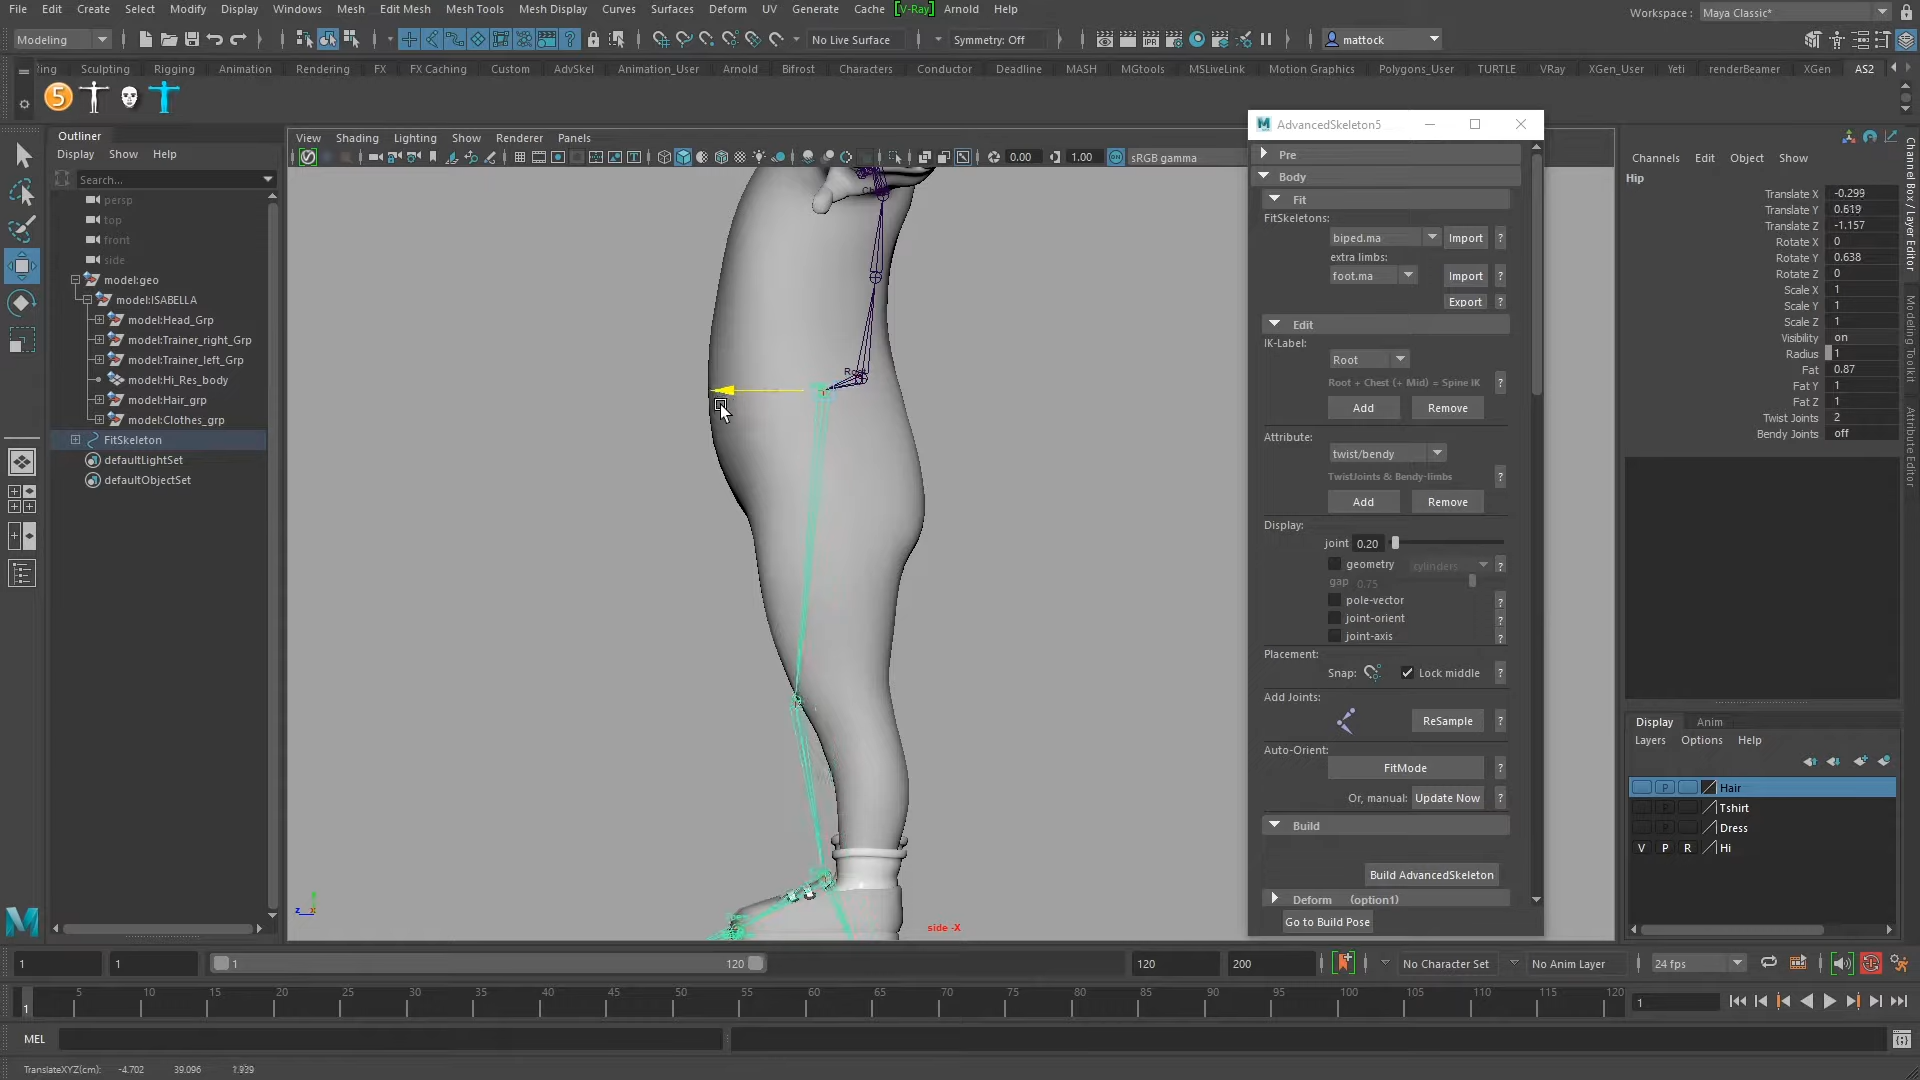 File Edit Create Select Modify Display Windows Mesh Edit Mesh Mesh Tools Mesh Display Curves Surfaces Deform UV Generate Cache [V-Ray] Arnold Help
Workspace : Maya Classic*
Modeling No Live Surface Symmetry: Off mattock
Sculpting Rigging Animation Rendering FX FX Caching Custom AdvSkel Animation_User Arnold Bifrost Characters Conductor Deadline MASH MGtools MSLiveLink Motion Graphics Polygons_User TURTLE VRay XGen_User Yeti renderBeamer XGen AS2
5
Outliner
Display Show Help
Search...
persp
top
front
side
model:geo
model:ISABELLA
model:Head_Grp
model:Trainer_right_Grp
model:Trainer_left_Grp
model:Hi_Res_body
model:Hair_grp
model:Clothes_grp
FitSkeleton
defaultLightSet
defaultObjectSet
View Shading Lighting Show Renderer Panels
0.00 1.00 sRGB gamma
side -X
AdvancedSkeleton5
Pre
Body
Fit
FitSkeletons:
biped.ma Import ?
extra limbs:
foot.ma Import ?
Export ?
Edit
IK-Label:
Root
Root + Chest (+ Mid) = Spine IK ?
Add Remove
Attribute:
twist/bendy
TwistJoints & Bendy-limbs ?
Add Remove
Display:
joint 0.20
geometry cylinders ?
gap 0.75
pole-vector ?
joint-orient ?
joint-axis ?
Placement:
Snap: Lock middle ?
Add Joints:
ReSample ?
Auto-Orient:
FitMode ?
Or, manual: Update Now ?
Build
Build AdvancedSkeleton
Deform (option1)
Go to Build Pose
Channels Edit Object Show
Hip
Translate X -0.299
Translate Y 0.619
Translate Z -1.157
Rotate X 0
Rotate Y 0.638
Rotate Z 0
Scale X 1
Scale Y 1
Scale Z 1
Visibility on
Radius 1
Fat 0.87
Fat Y 1
Fat Z 1
Twist Joints 2
Bendy Joints off
Channel Box / Layer Editor
Modeling Toolkit
Attribute Editor
Display Anim
Layers Options Help
P Hair
P Tshirt
P Dress
V P R Hi
1 1 1 120 120 200 No Character Set No Anim Layer 24 fps
1 5 10 15 20 25 30 35 40 45 50 55 60 65 70 75 80 85 90 95 100 105 110 115 120 1
MEL
TranslateXYZ(cm): -4.702 39.096 1.939